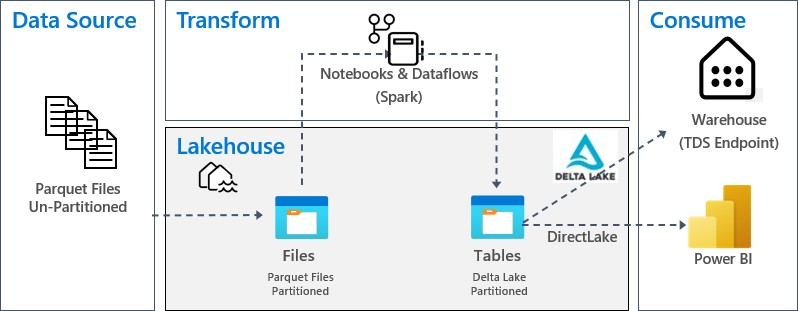 Data Source
Parquet Files
Un-Partitioned
Transform
Notebooks & Dataflows
(Spark)
Lakehouse
Files
Parquet Files
Partitioned
DELTA LAKE
Tables
Delta Lake
Partitioned
DirectLake
Consume
Warehouse
(TDS Endpoint)
Power BI